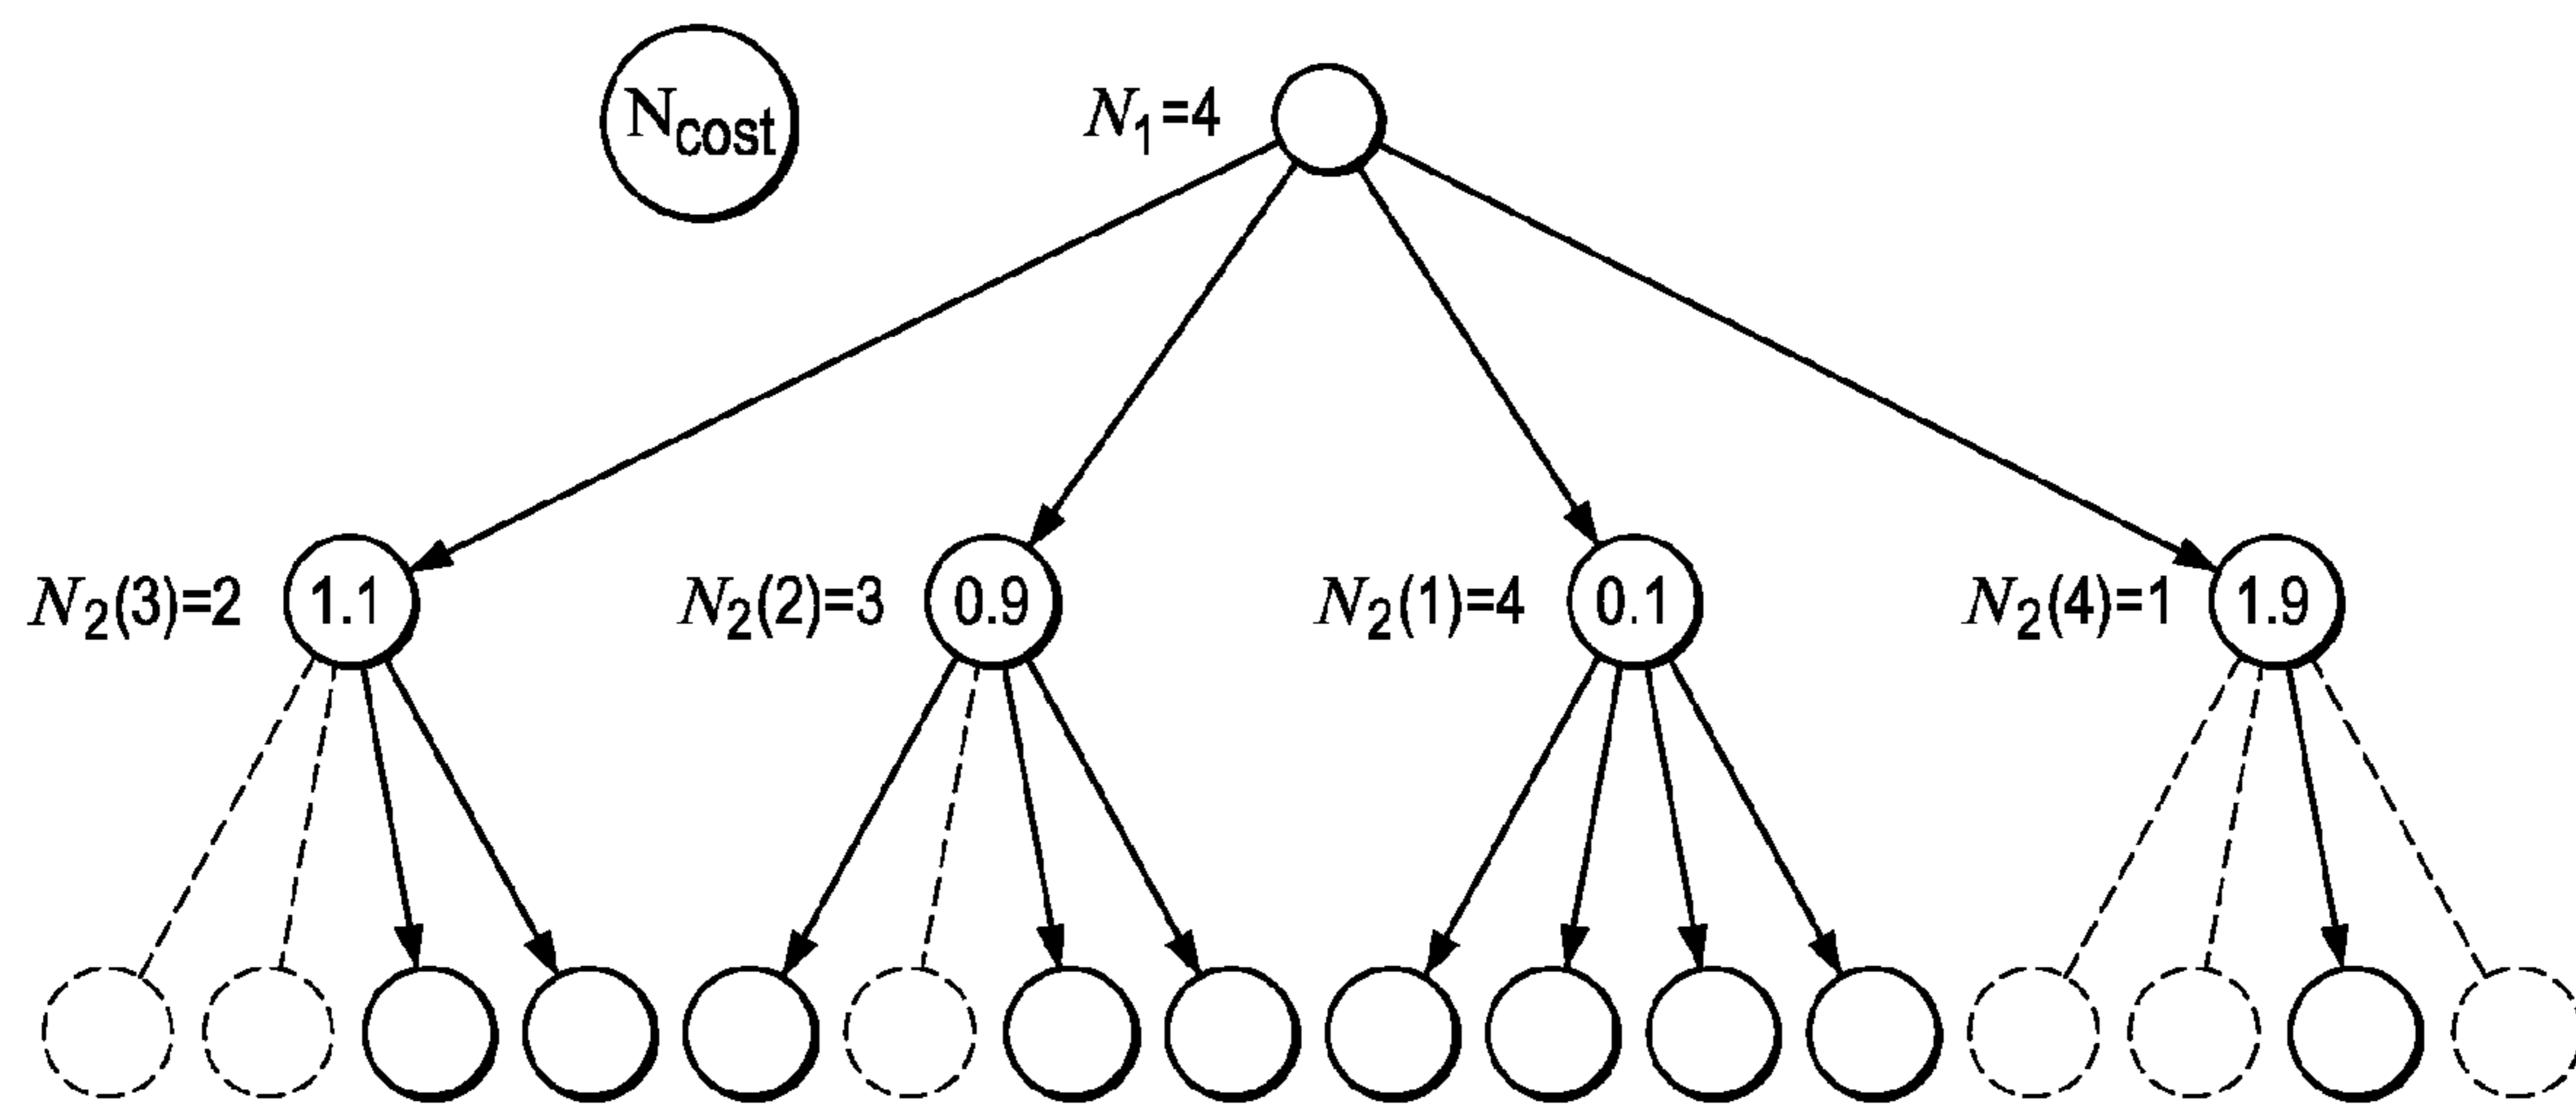 N_cost
N_1=4
N_2(3)=2
1.1
N_2(2)=3
0.9
N_2(1)=4
0.1
N_2(4)=1
1.9